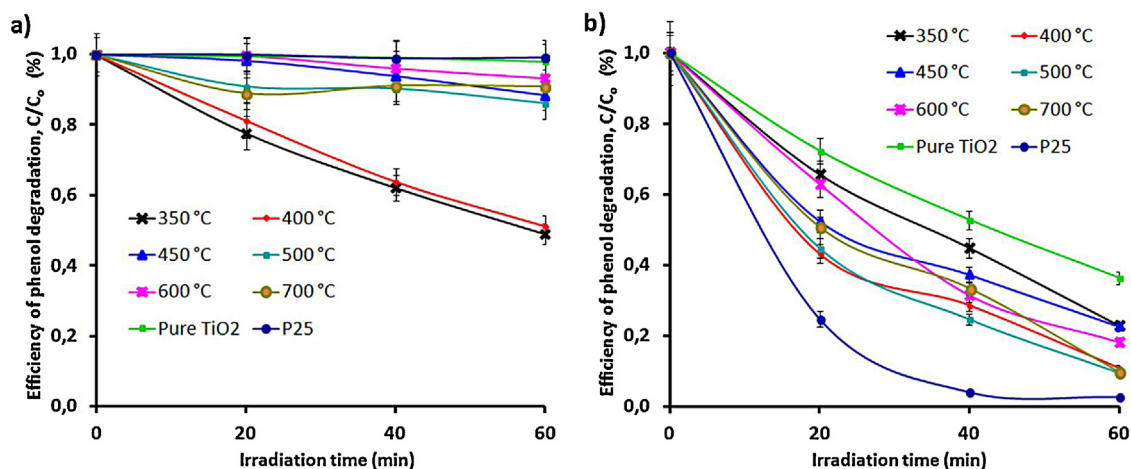 a)
Efficiency of phenol degradation, C/Cₒ (%)
1,0
0,8
0,6
0,4
0,2
0,0
350 °C 400 °C
450 °C 500 °C
600 °C 700 °C
Pure TiO2 P25
0 20 40 60
Irradiation time (min)
b)
Efficiency of phenol degradation, C/Cₒ (%)
1,0
0,8
0,6
0,4
0,2
0,0
350 °C 400 °C
450 °C 500 °C
600 °C 700 °C
Pure TiO2 P25
0 20 40 60
Irradiation time (min)